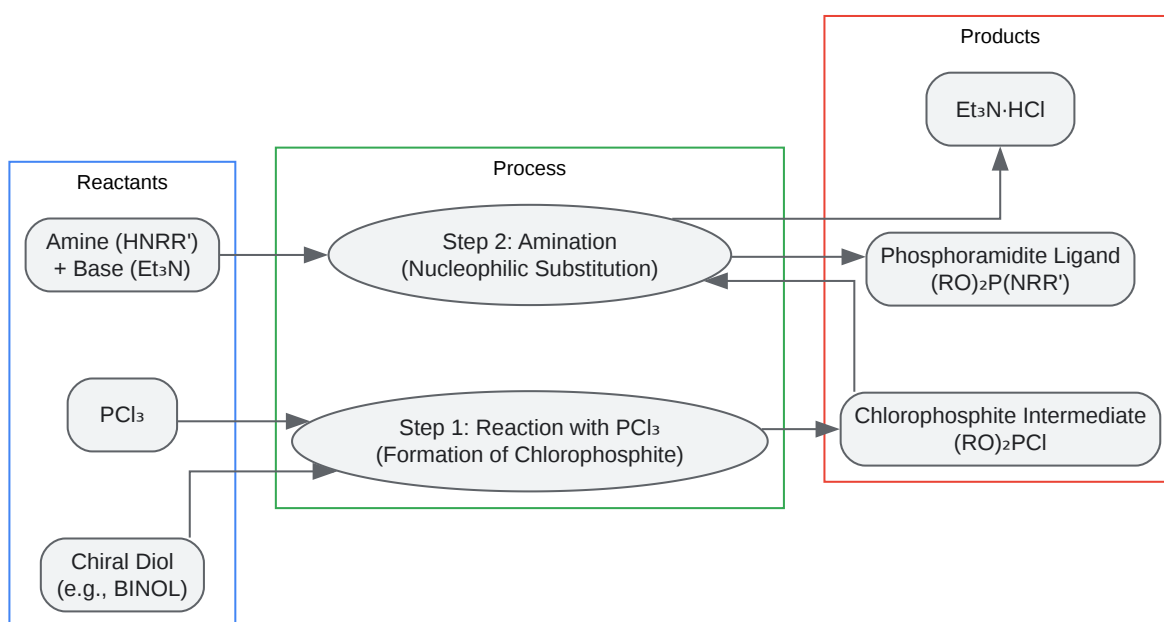 Reactants
Amine (HNRR')
+ Base (Et₃N)
PCl₃
Chiral Diol
(e.g., BINOL)
Process
Step 2: Amination
(Nucleophilic Substitution)
Step 1: Reaction with PCl₃
(Formation of Chlorophosphite)
Products
Et₃N·HCl
Phosphoramidite Ligand
(RO)₂P(NRR')
Chlorophosphite Intermediate
(RO)₂PCl